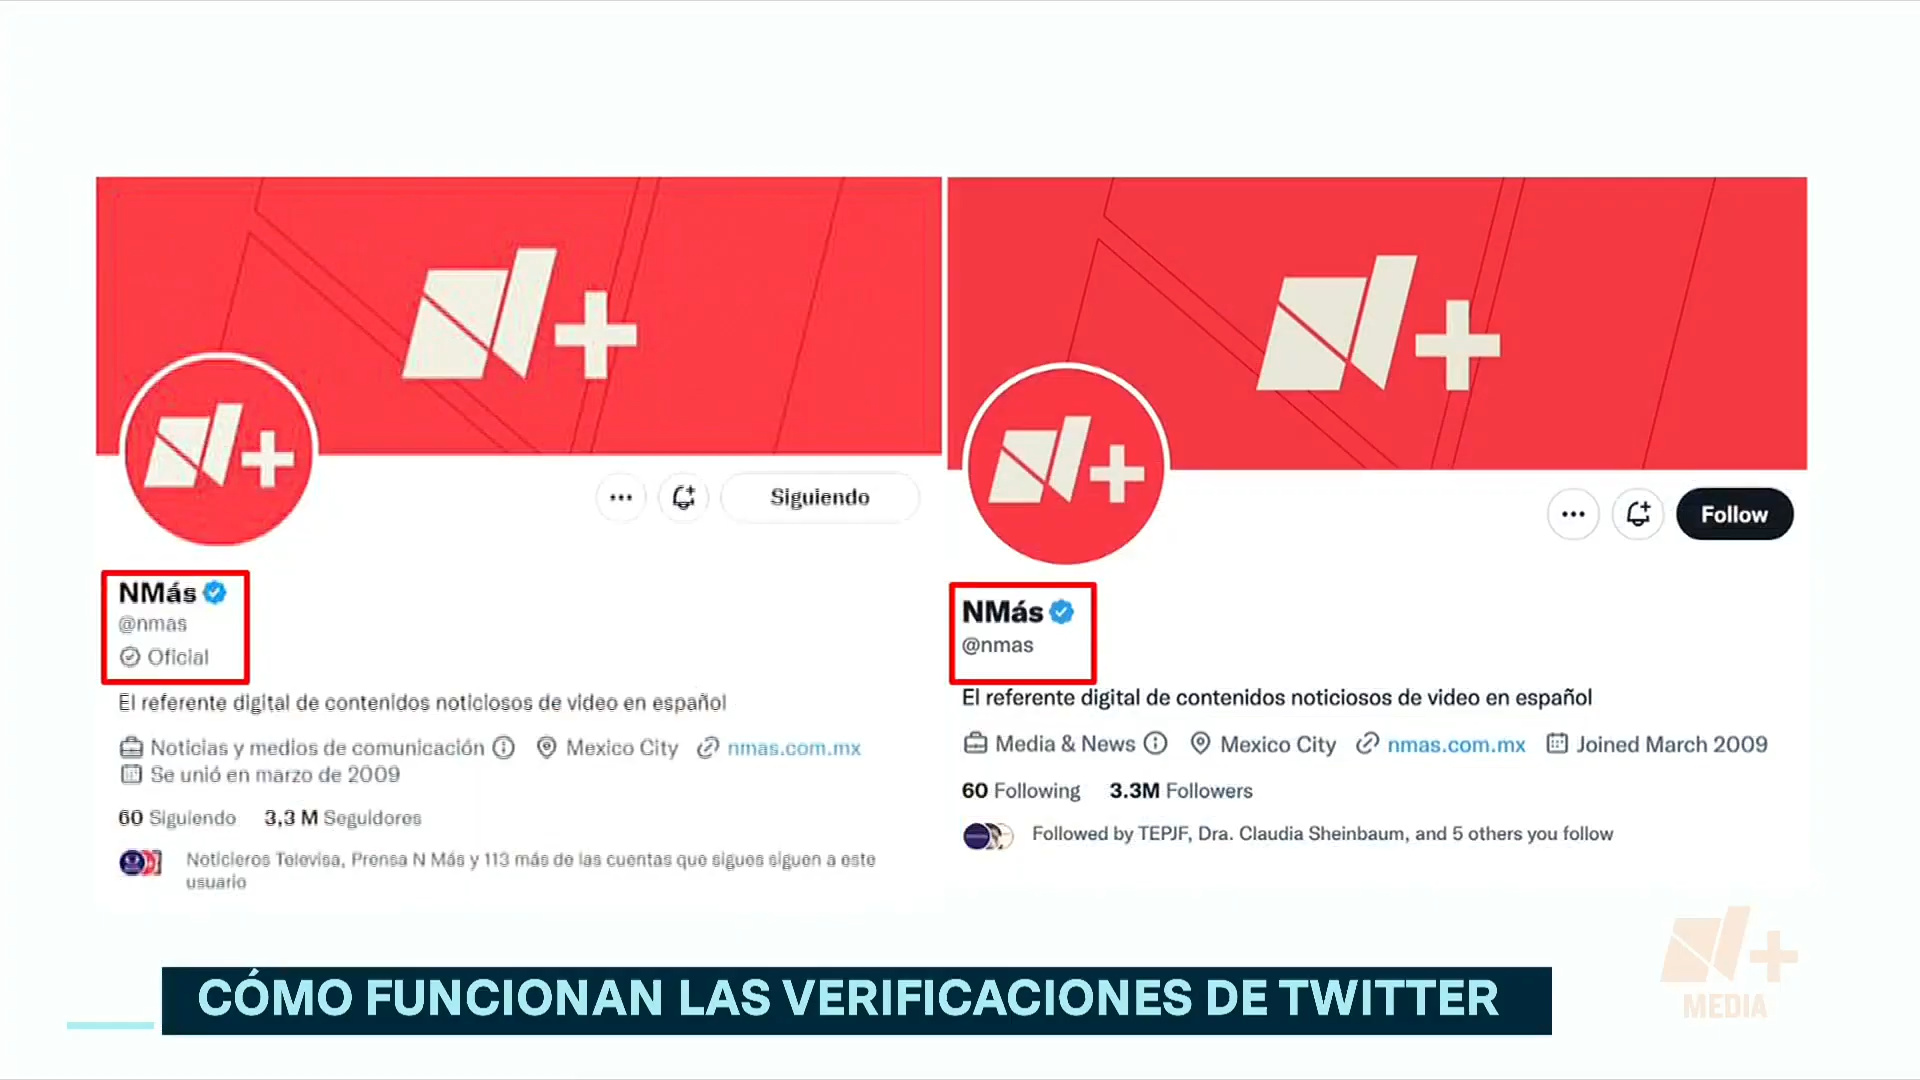 Siguiendo
NMás
@nmas
Oficial
El referente digital de contenidos noticiosos de video en español
Noticias y medios de comunicación Mexico City nmas.com.mx
Se unió en marzo de 2009
60 Siguiendo 3,3 M Seguidores
Noticieros Televisa, Prensa N Más y 113 más de las cuentas que sigues siguen a este
usuario
Follow
NMás
@nmas
El referente digital de contenidos noticiosos de video en español
Media & News Mexico City nmas.com.mx Joined March 2009
60 Following 3.3M Followers
Followed by TEPJF, Dra. Claudia Sheinbaum, and 5 others you follow
CÓMO FUNCIONAN LAS VERIFICACIONES DE TWITTER
MEDIA